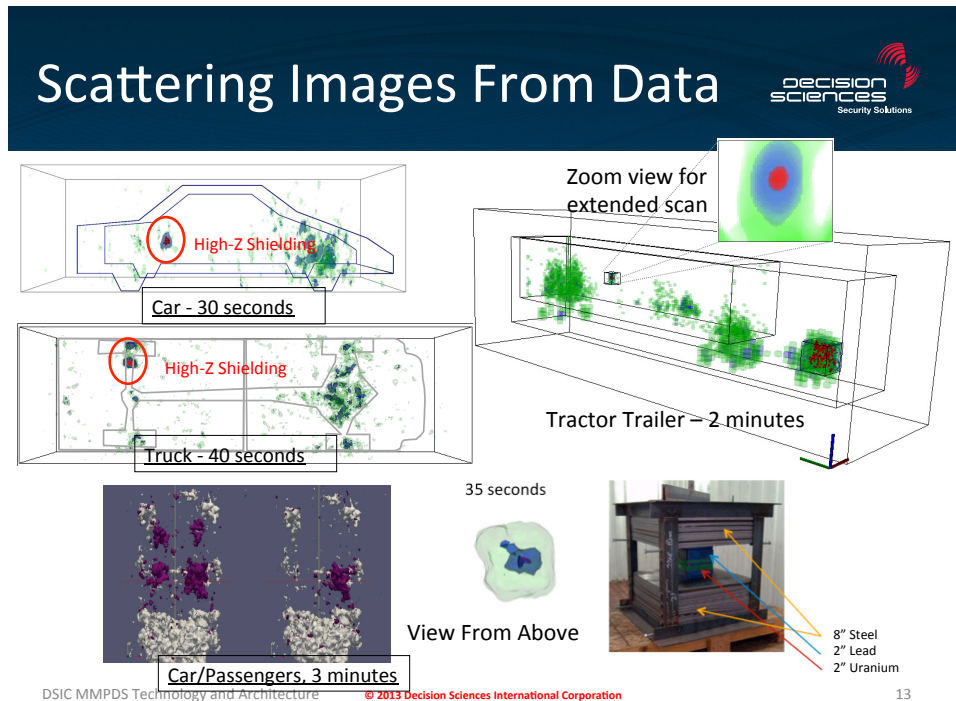 Scattering Images From Data
DECISION
SCIENCES
Security Solutions
Zoom view for
extended scan
High-Z Shielding
Car - 30 seconds
High-Z Shielding
Truck - 40 seconds
Tractor Trailer – 2 minutes
35 seconds
View From Above
8” Steel
2” Lead
2” Uranium
Car/Passengers, 3 minutes
DSIC MMPDS Technology and Architecture
© 2013 Decision Sciences International Corporation
13